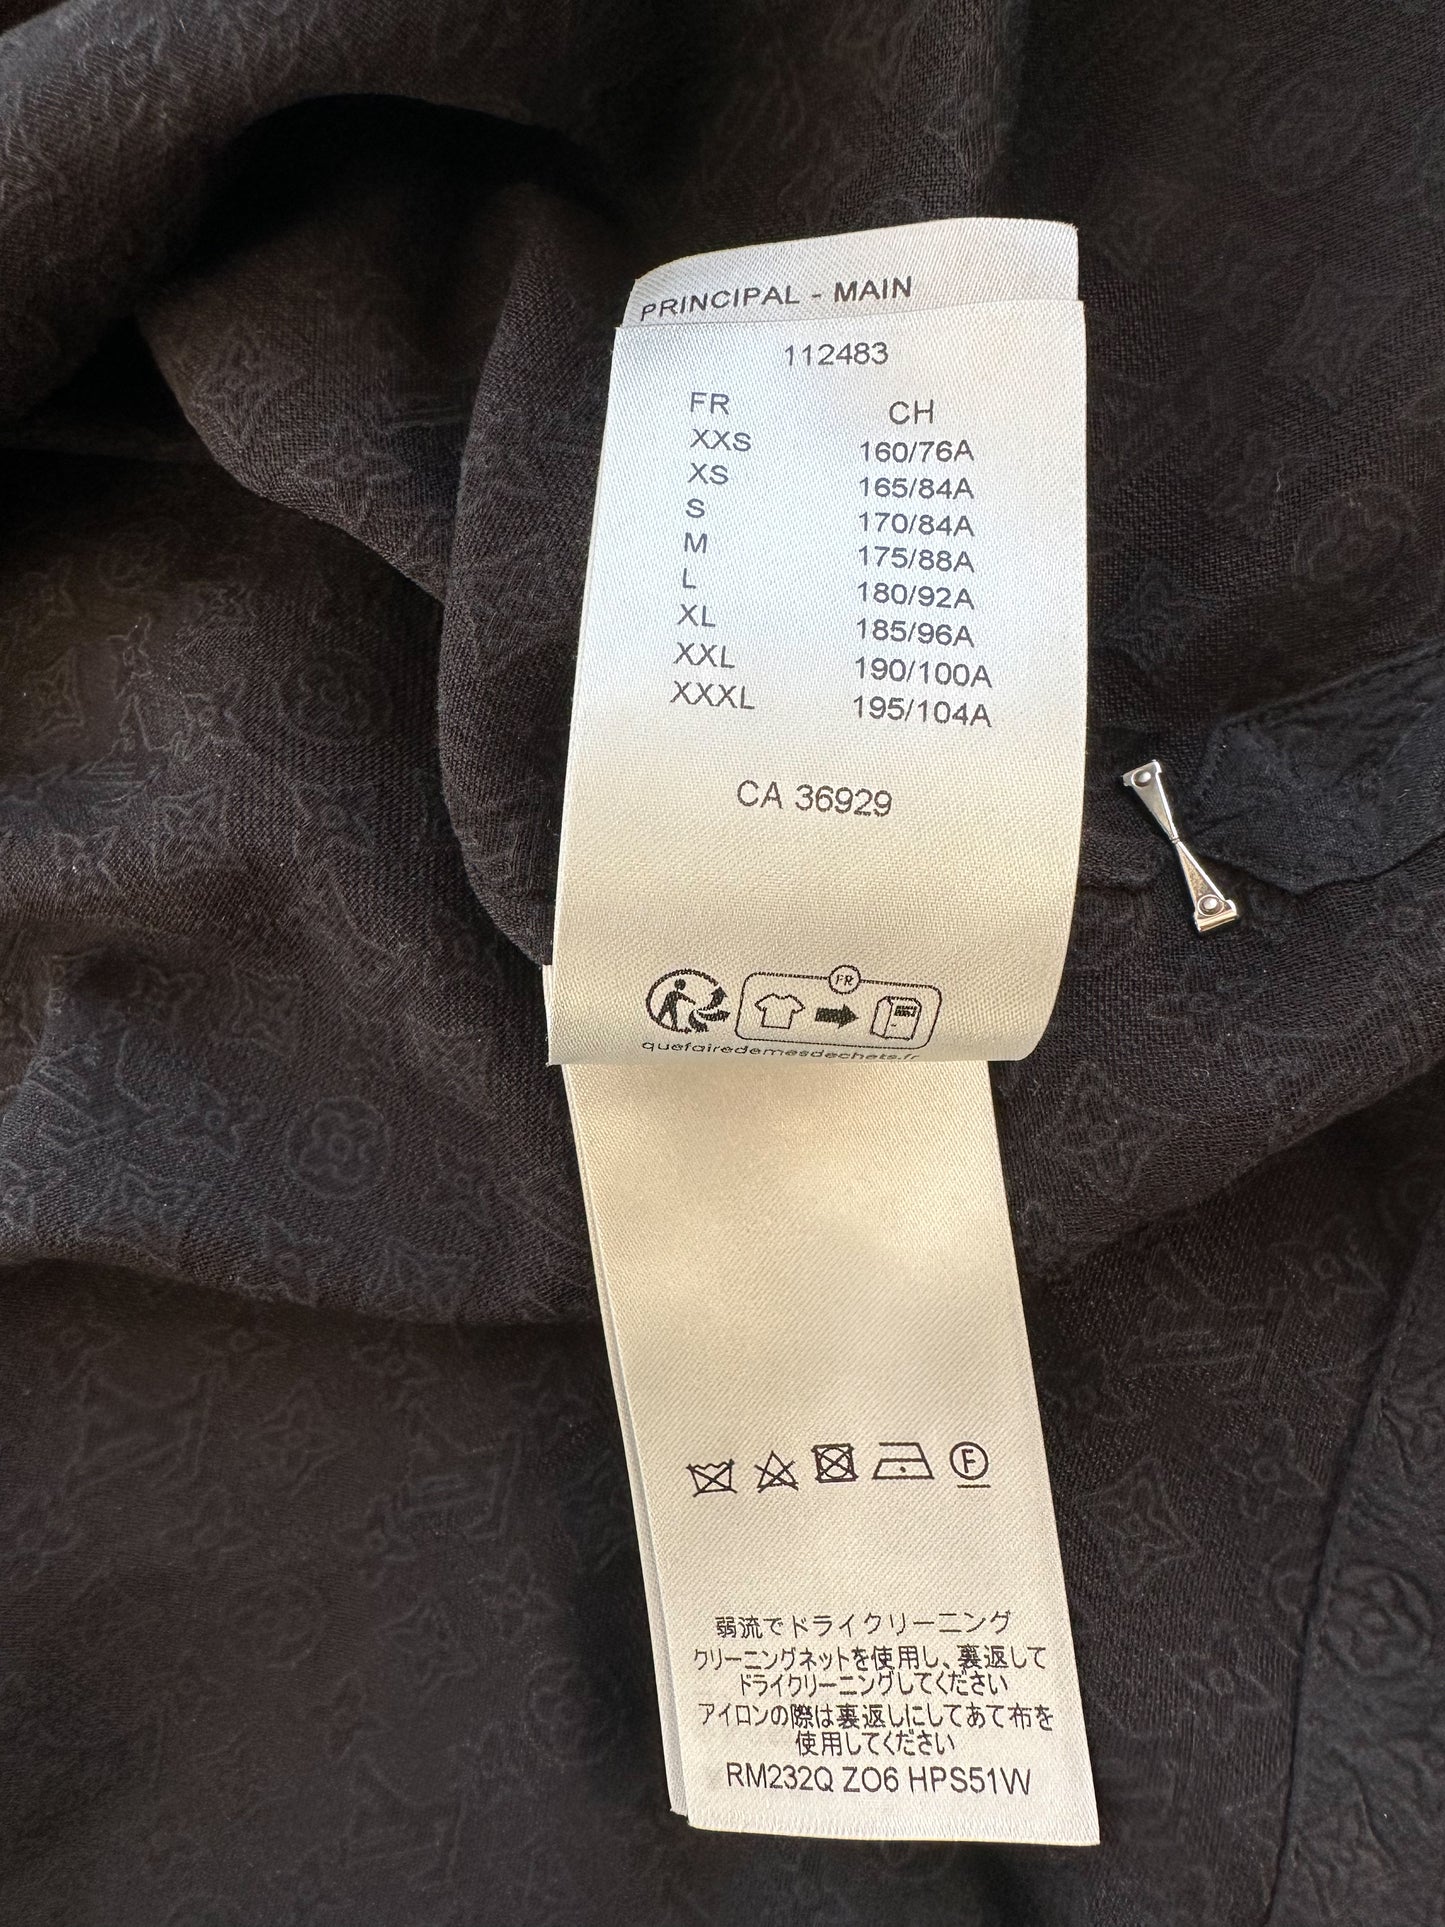 PRINCIPAL - MAIN
112483
FR CH
XXS 160/76A
XS 165/84A
S 170/84A
M 175/88A
L 180/92A
XL 185/96A
XXL 190/100A
XXXL 195/104A
CA 36929
FR
quefairedemesdechets.fr
F
弱流でドライクリーニング
クリーニングネットを使用し、裏返して
ドライクリーニングしてください
アイロンの際は裏返しにしてあて布を
使用してください
RM232Q ZO6 HPS51W